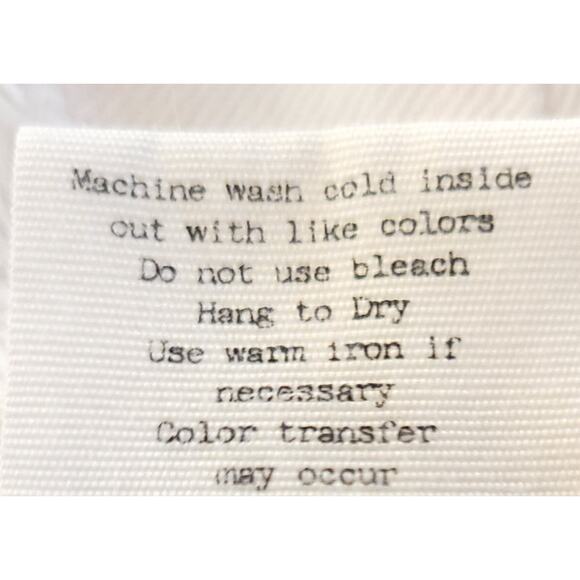 Machine wash cold inside
out with like colors
Do not use bleach
Hang to Dry
Use warm iron if
necessary
Color transfer
may occur